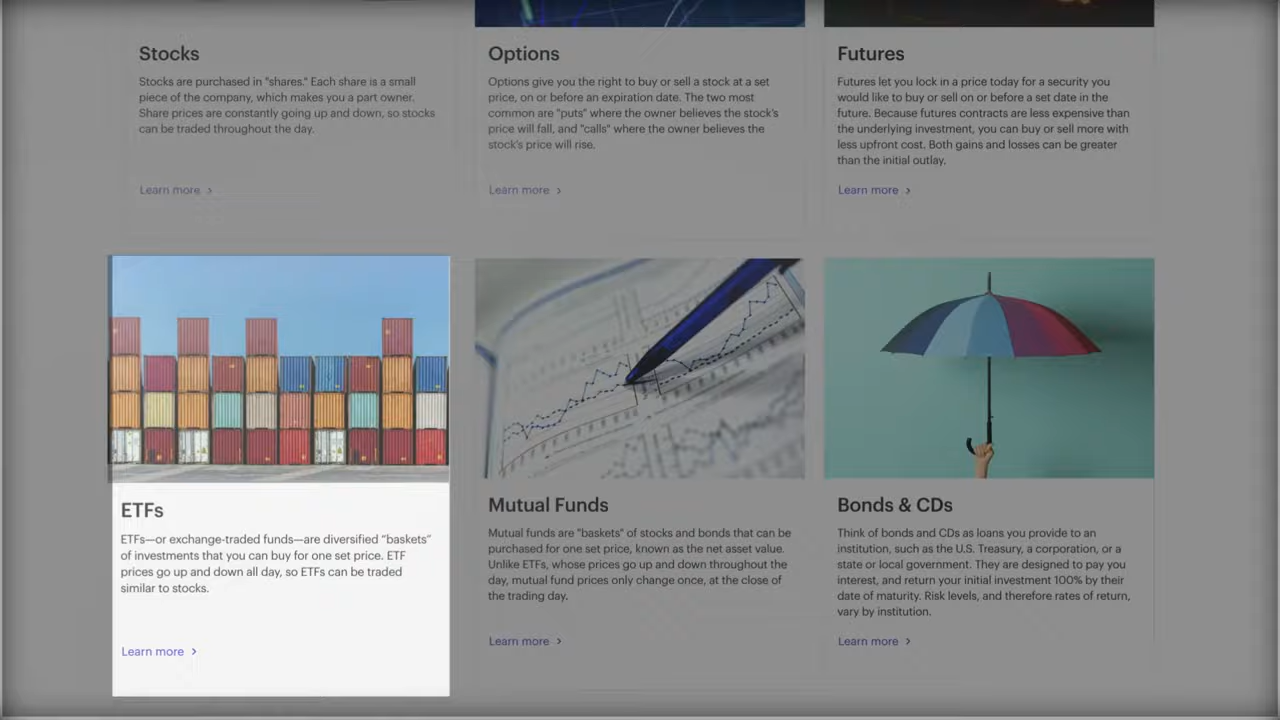 Stocks
Stocks are purchased in "shares." Each share is a small
piece of the company, which makes you a part owner.
Share prices are constantly going up and down, so stocks
can be traded throughout the day.
Learn more >
Options
Options give you the right to buy or sell a stock at a set
price, on or before an expiration date. The two most
common are "puts" where the owner believes the stock's
price will fall, and "calls" where the owner believes the
stock's price will rise.
Learn more >
Futures
Futures let you lock in a price today for a security you
would like to buy or sell on or before a set date in the
future. Because futures contracts are less expensive than
the underlying investment, you can buy or sell more with
less upfront cost. Both gains and losses can be greater
than the initial outlay.
Learn more >
ETFs
ETFs—or exchange-traded funds—are diversified "baskets"
of investments that you can buy for one set price. ETF
prices go up and down all day, so ETFs can be traded
similar to stocks.
Learn more >
Mutual Funds
Mutual funds are "baskets" of stocks and bonds that can be
purchased for one set price, known as the net asset value.
Unlike ETFs, whose prices go up and down throughout the
day, mutual fund prices only change once, at the close of
the trading day.
Learn more >
Bonds & CDs
Think of bonds and CDs as loans you provide to an
institution, such as the U.S. Treasury, a corporation, or a
state or local government. They are designed to pay you
interest, and return your initial investment 100% by their
date of maturity. Risk levels, and therefore rates of return,
vary by institution.
Learn more >